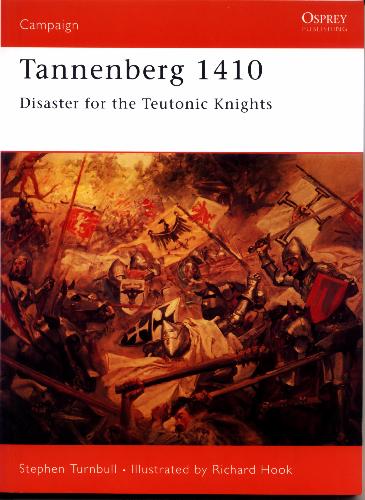 Campaign
OSPREY
PUBLISHING
Tannenberg 1410
Disaster for the Teutonic Knights
Stephen Turnbull • Illustrated by Richard Hook